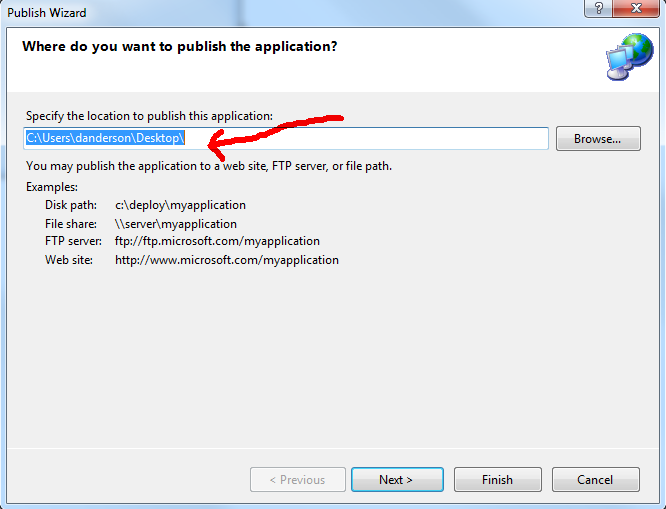 Publish Wizard
?
Where do you want to publish the application?
Specify the location to publish this application:
C:\Users\danderson\Desktop\
Browse...
You may publish the application to a web site, FTP server, or file path.
Examples:
Disk path: c:\deploy\myapplication
File share: \\server\myapplication
FTP server: ftp://ftp.microsoft.com/myapplication
Web site: http://www.microsoft.com/myapplication
< Previous Next > Finish Cancel